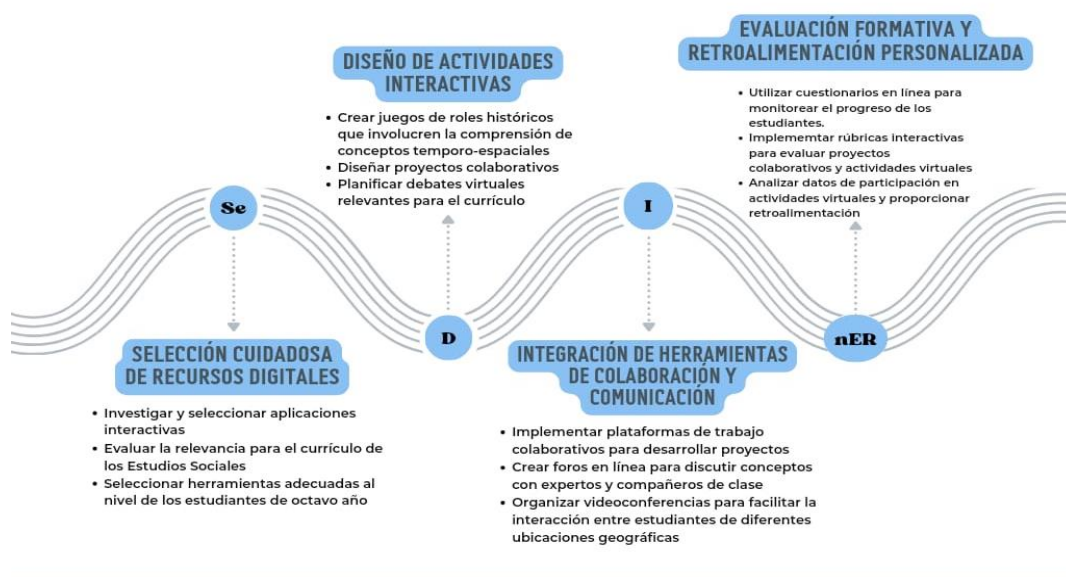 Se
SELECCIÓN CUIDADOSA
DE RECURSOS DIGITALES
• Investigar y seleccionar aplicaciones
interactivas
• Evaluar la relevancia para el currículo de
los Estudios Sociales
• Seleccionar herramientas adecuadas al
nivel de los estudiantes de octavo año
DISEÑO DE ACTIVIDADES
INTERACTIVAS
• Crear juegos de roles históricos
que involucren la comprensión de
conceptos temporo-espaciales
• Diseñar proyectos colaborativos
• Planificar debates virtuales
relevantes para el currículo
D
I
INTEGRACIÓN DE HERRAMIENTAS
DE COLABORACIÓN Y
COMUNICACIÓN
• Implementar plataformas de trabajo
colaborativos para desarrollar proyectos
• Crear foros en línea para discutir conceptos
con expertos y compañeros de clase
• Organizar videoconferencias para facilitar la
interacción entre estudiantes de diferentes
ubicaciones geográficas
EVALUACIÓN FORMATIVA Y
RETROALIMENTACIÓN PERSONALIZADA
• Utilizar cuestionarios en línea para
monitorear el progreso de los
estudiantes.
• Implememtar rúbricas interactivas
para evaluar proyectos
colaborativos y actividades virtuales
• Analizar datos de participación en
actividades virtuales y proporcionar
retroalimentación
nER